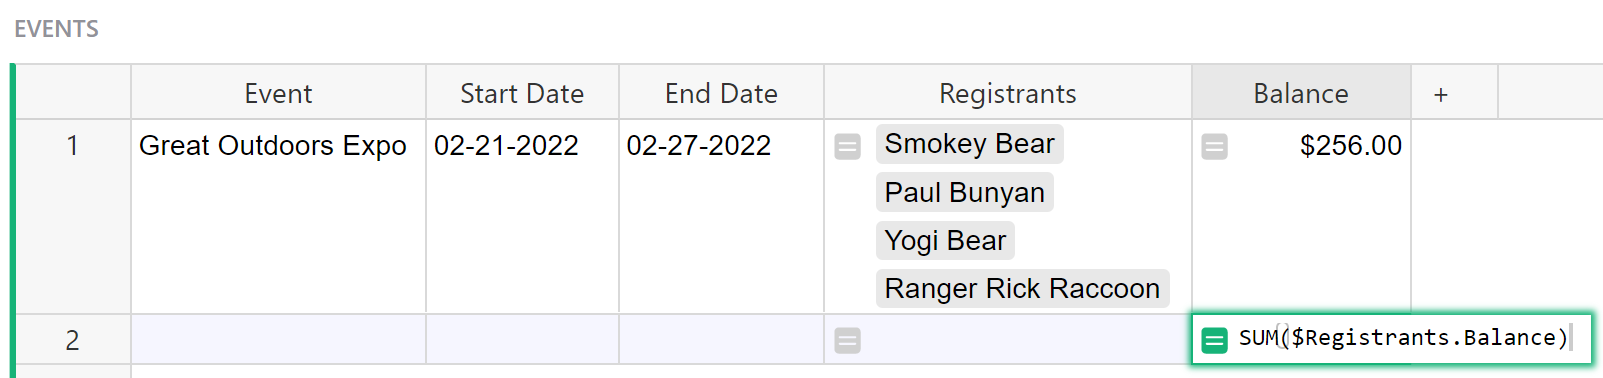 EVENTS
Event Start Date End Date Registrants Balance +
1 Great Outdoors Expo 02-21-2022 02-27-2022 Smokey Bear $256.00
Paul Bunyan
Yogi Bear
Ranger Rick Raccoon
2 SUM($Registrants.Balance)